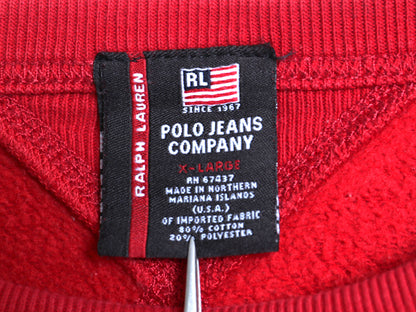 RALPH LAUREN
RL
SINCE 1967
POLO JEANS
COMPANY
X-LARGE
RN 67437
MADE IN NORTHERN
MARIANA ISLANDS
(U.S.A.)
OF IMPORTED FABRIC
80% COTTON
20% POLYESTER